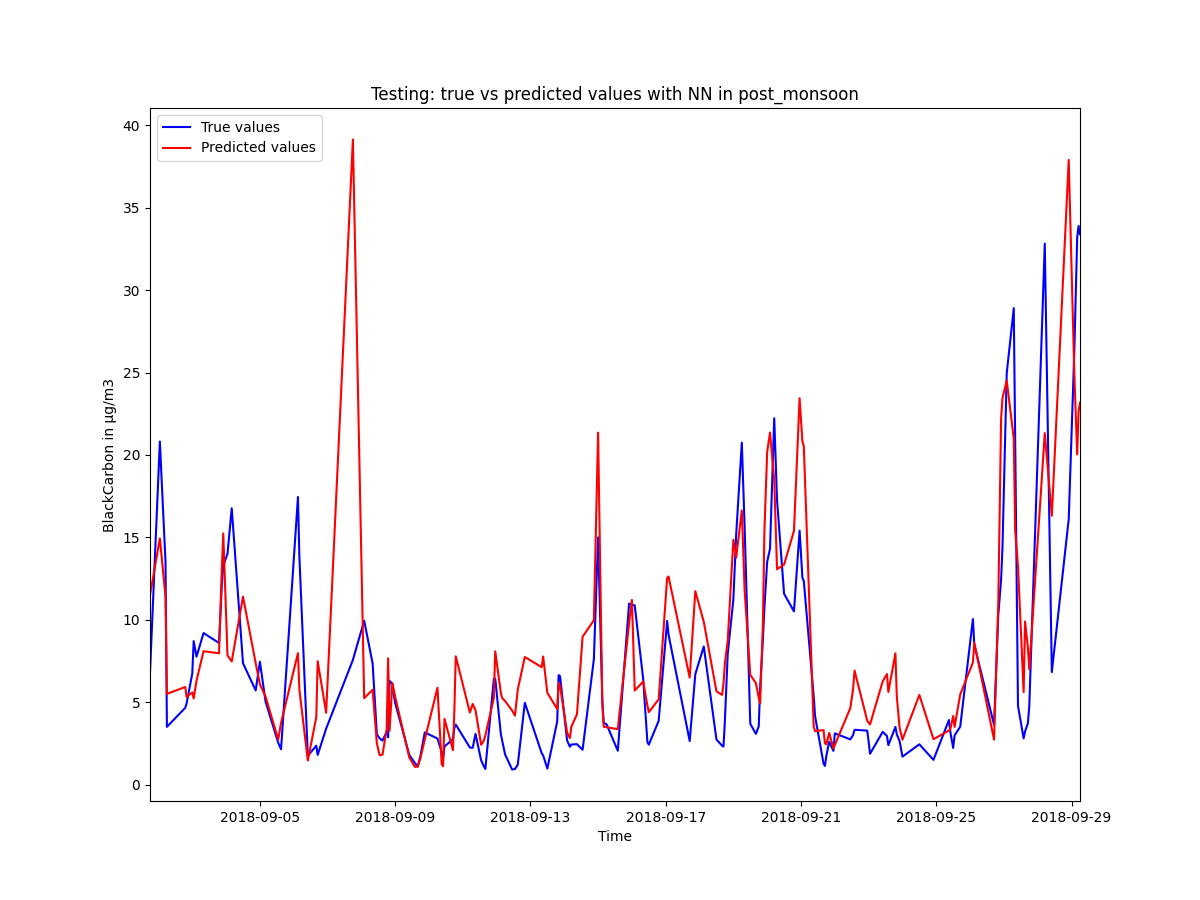 Testing: true vs predicted values with NN in post_monsoon
True values
Predicted values
BlackCarbon in µg/m3
40
35
30
25
20
15
10
5
0
2018-09-05 2018-09-09 2018-09-13 2018-09-17 2018-09-21 2018-09-25 2018-09-29
Time